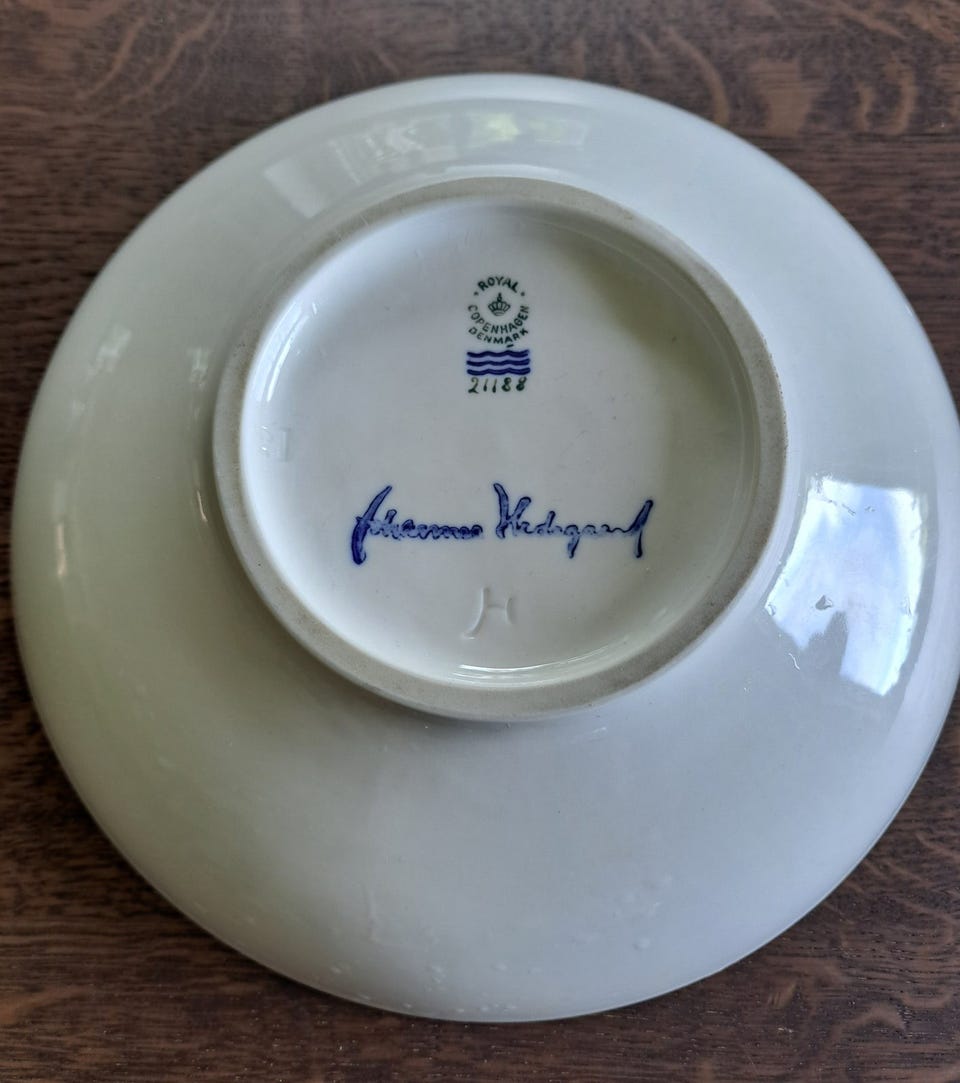 ROYAL
COPENHAGEN
DENMARK
21188
Johannes Hedegaard
H